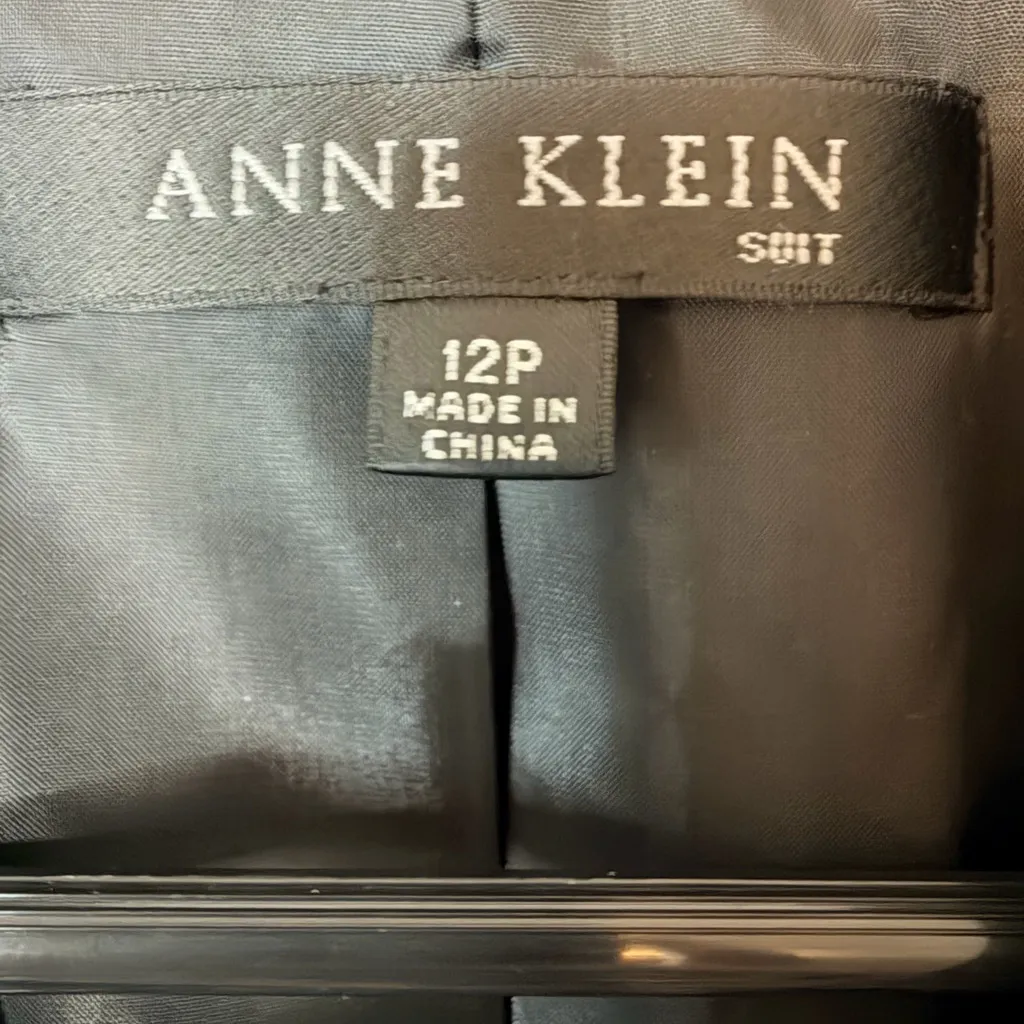 ANNE KLEIN
SUIT
12P
MADE IN
CHINA